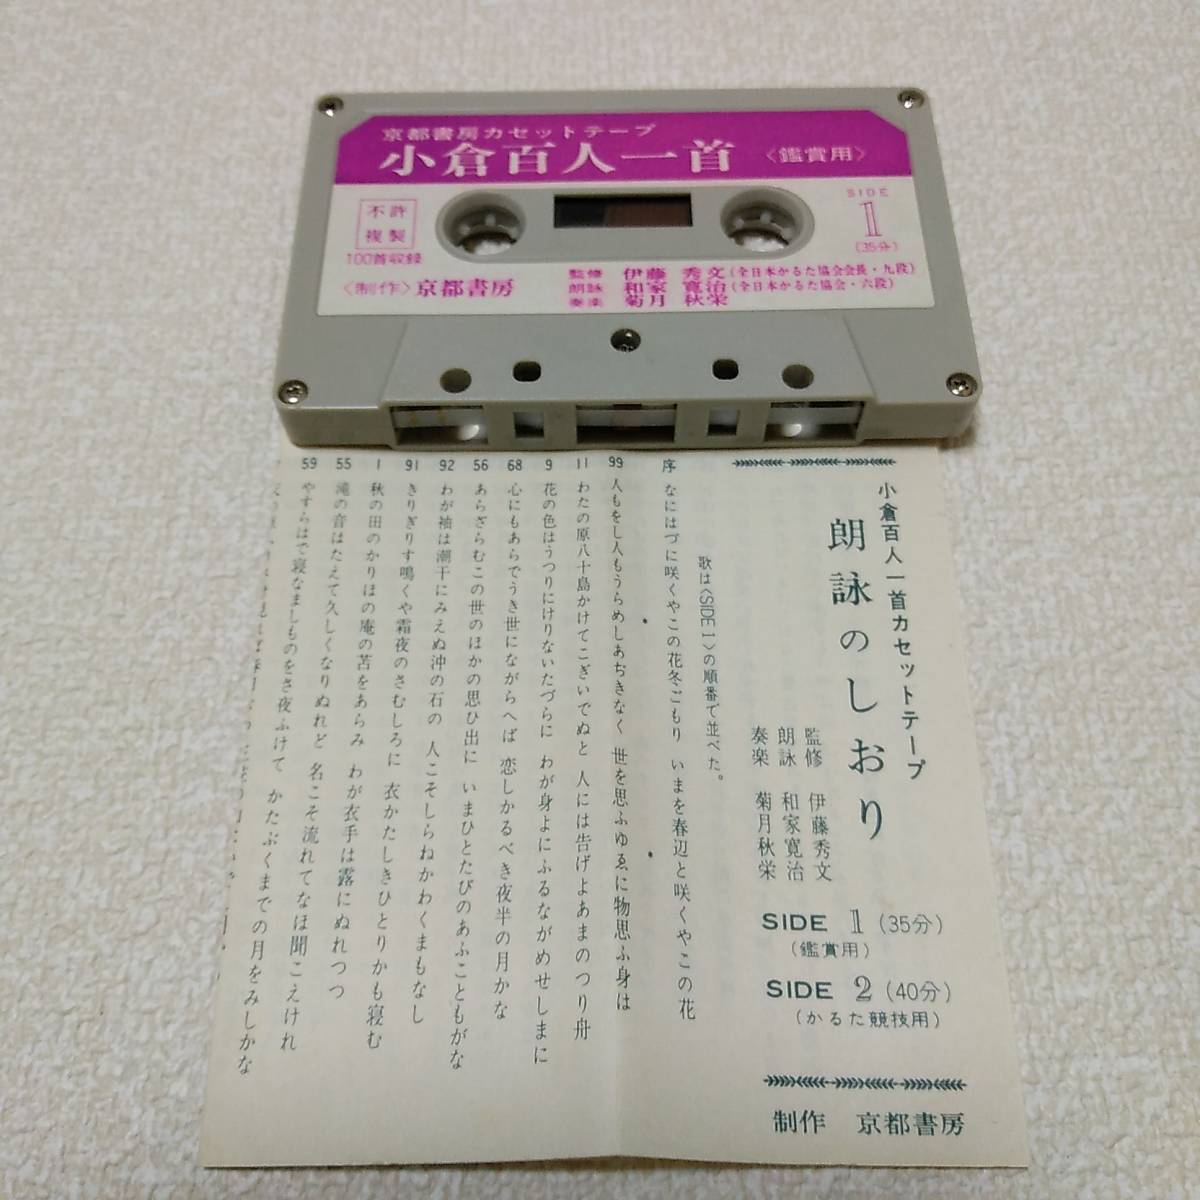 京都書房カセットテープ
小倉百人一首 〈鑑賞用〉
SIDE
1
(35分)
不許
複製
100首収録
〈制作〉京都書房
監修 伊藤 秀文(全日本かるた協会会長・九段)
朗詠 和家 寛治(全日本かるた協会・六段)
奏楽 菊月 秋栄
小倉百人一首カセットテープ
朗詠のしおり
監修 伊藤秀文
朗詠 和家寛治
奏楽 菊月秋栄
SIDE 1 (35分)
(鑑賞用)
SIDE 2 (40分)
(かるた競技用)
制作 京都書房
歌は〈SIDE 1〉の順番で並べた。
序 なにはづに咲くやこの花冬ごもり いまを春辺と咲くやこの花
99 人もをし人もうらめしあぢきなく 世を思ふゆゑに物思ふ身は
11 わたの原八十島かけてこぎいでぬと 人には告げよあまのつり舟
9 花の色はうつりにけりないたづらに わが身よにふるながめせしまに
68 心にもあらでうき世にながらへば 恋しかるべき夜半の月かな
56 あらざらむこの世のほかの思ひ出に いまひとたびのあふこともがな
92 わが袖は潮干にみえぬ沖の石の 人こそしらねかわくまもなし
91 きりぎりす鳴くや霜夜のさむしろに 衣かたしきひとりかも寝む
1 秋の田のかりほの庵の苫をあらみ わが衣手は露にぬれつつ
55 滝の音はたえて久しくなりぬれど 名こそ流れてなほ聞こえけれ
59 やすらはで寝なましものをさ夜ふけて かたぶくまでの月をみしかな